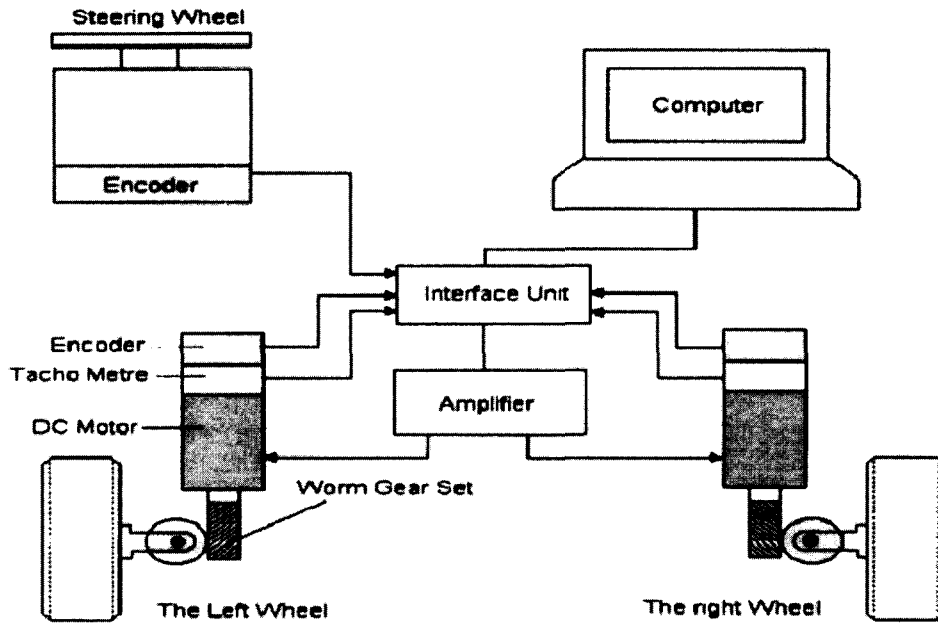 Steering Wheel
Computer
Encoder
Interface Unit
Encoder
Tacho Metre
Amplifier
DC Motor
Worm Gear Set
The Left Wheel
The right Wheel